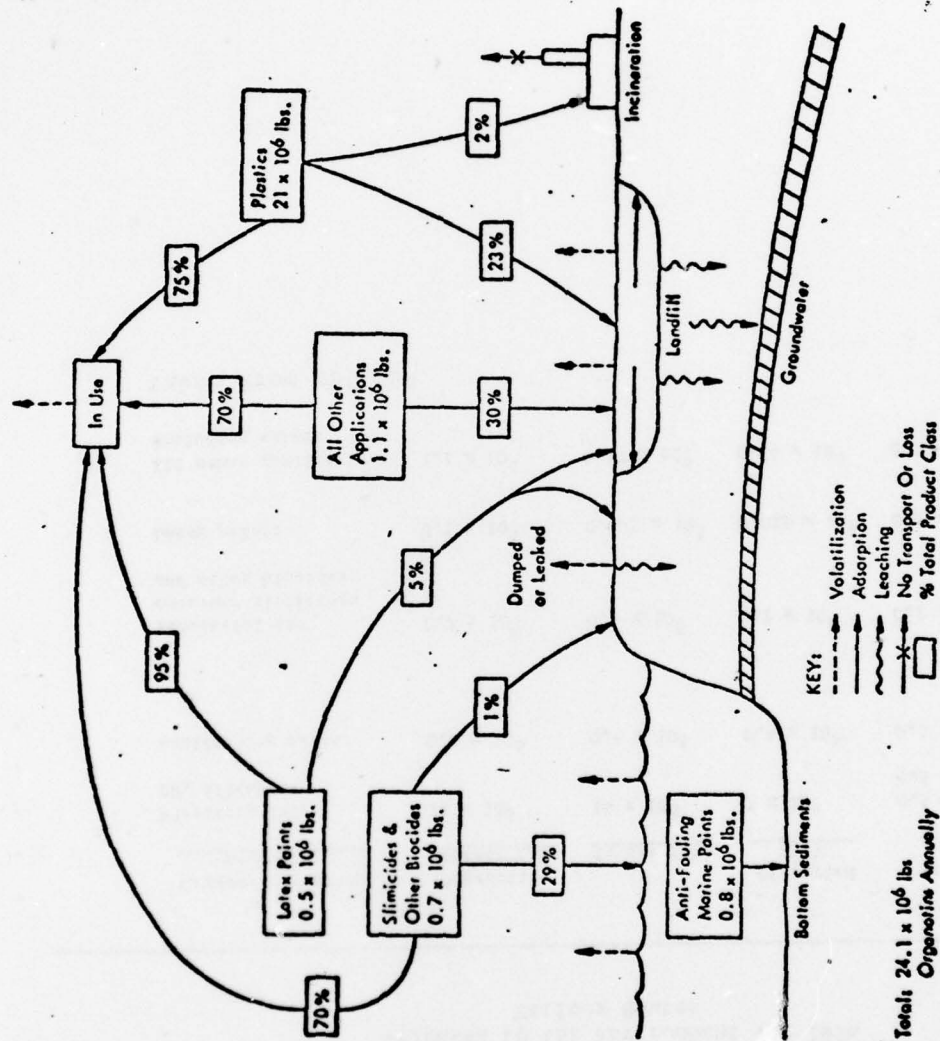 In Use
75%
Plastics
21 x 10⁶ lbs.
2%
23%
70%
All Other
Applications
1.1 x 10⁶ lbs.
30%
95%
5%
Latex Paints
0.5 x 10⁶ lbs.
70%
Slimicides &
Other Biocides
0.7 x 10⁶ lbs.
1%
29%
Dumped
or Leaked
Incineration
Landfill
Groundwater
Anti-Fouling
Marine Paints
0.8 x 10⁶ lbs.
Bottom Sediments
KEY:
Volatilization
Adsorption
Leaching
No Transport Or Loss
% Total Product Class
Total: 24.1 x 10⁶ lbs
Organotins Annually